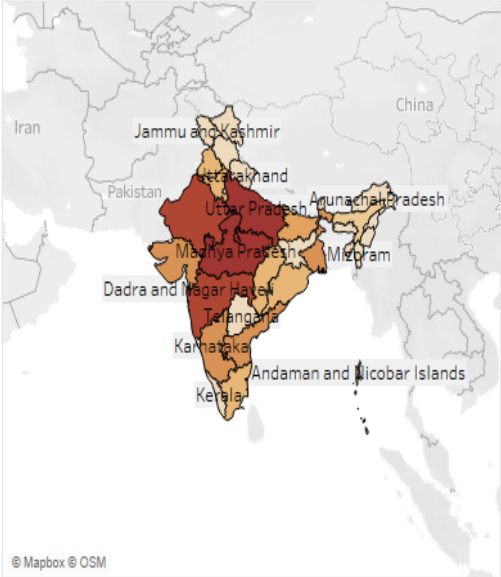 China
Iran
Jammu and Kashmir
Uttarakhand
Pakistan
Arunachal Pradesh
Uttar Pradesh
Madhya Pradesh
Mizoram
Dadra and Nagar Haveli
Telangana
Karnataka
Andaman and Nicobar Islands
Kerala
© Mapbox © OSM